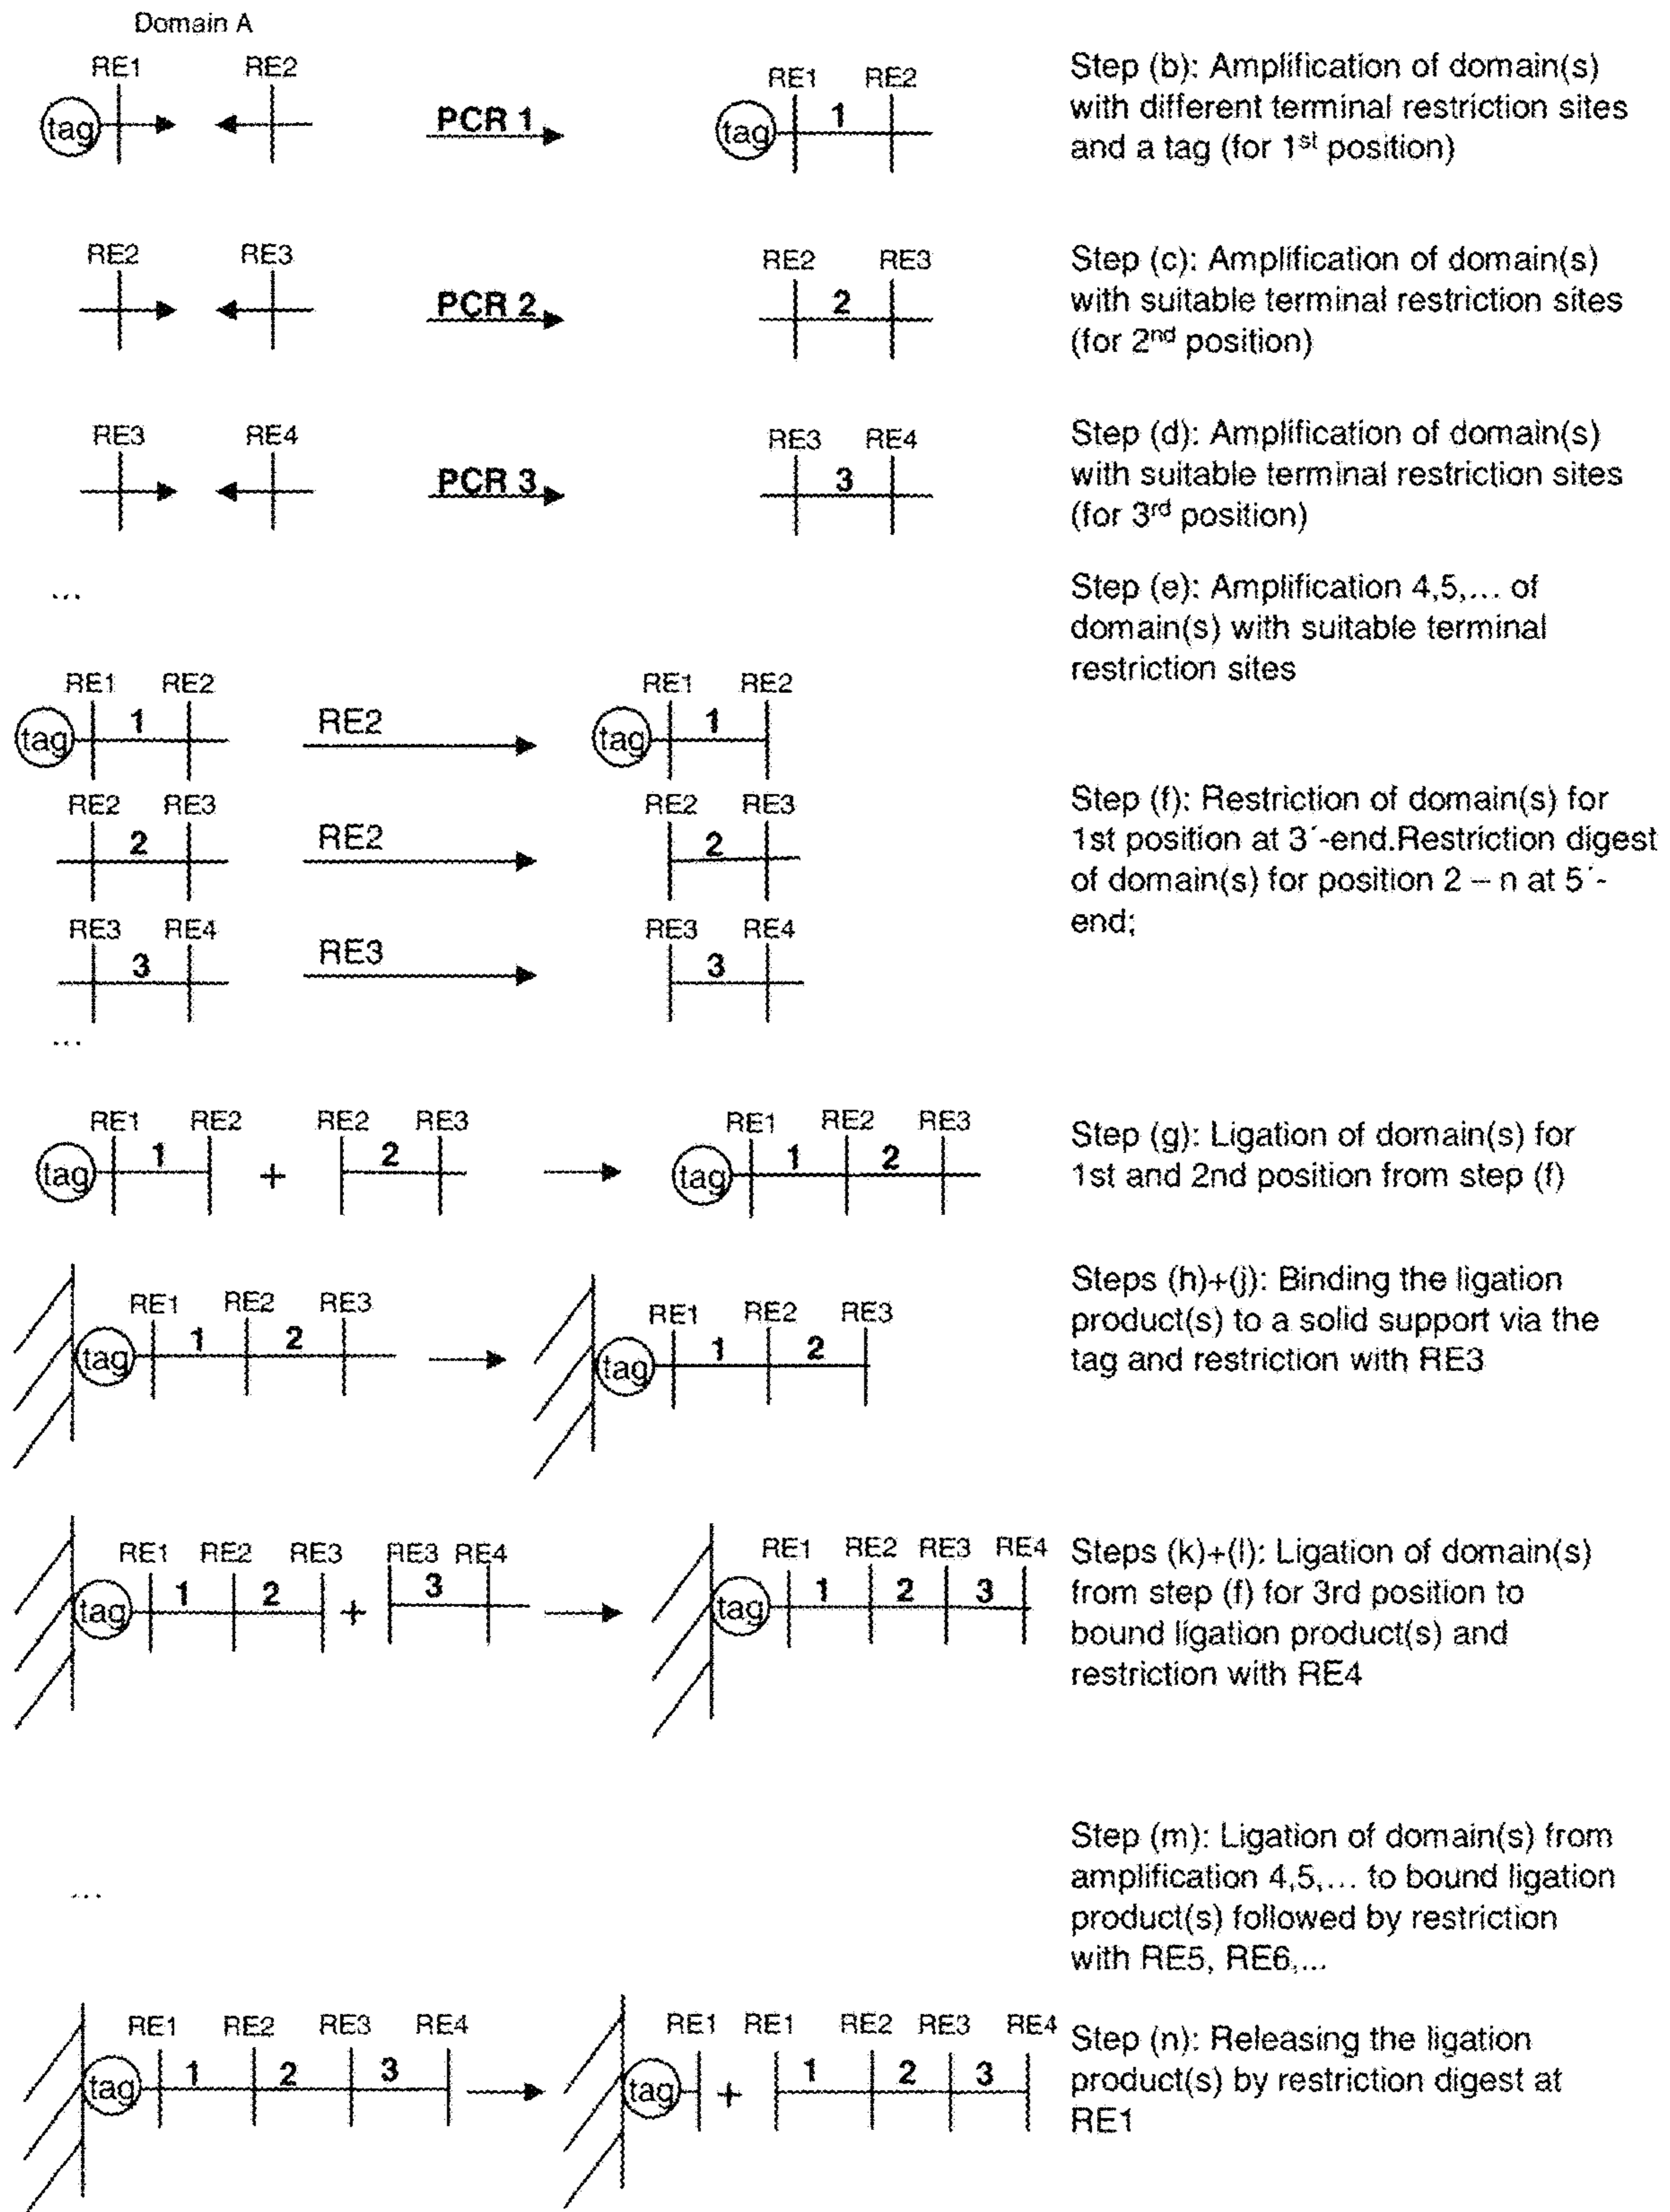 Domain A
RE1 RE2
tag
PCR 1
RE1 RE2
tag 1
Step (b): Amplification of domain(s)
with different terminal restriction sites
and a tag (for 1st position)
RE2 RE3
PCR 2
RE2 RE3
2
Step (c): Amplification of domain(s)
with suitable terminal restriction sites
(for 2nd position)
RE3 RE4
PCR 3
RE3 RE4
3
Step (d): Amplification of domain(s)
with suitable terminal restriction sites
(for 3rd position)
...
Step (e): Amplification 4,5,... of
domain(s) with suitable terminal
restriction sites
RE1 RE2
tag 1
RE2
RE1 RE2
tag 1
RE2 RE3
2
RE2
RE2 RE3
2
RE3 RE4
3
RE3
RE3 RE4
3
...
Step (f): Restriction of domain(s) for
1st position at 3´-end.Restriction digest
of domain(s) for position 2 – n at 5´-
end;
RE1 RE2 RE2 RE3
tag 1 + 2
RE1 RE2 RE3
tag 1 2
Step (g): Ligation of domain(s) for
1st and 2nd position from step (f)
RE1 RE2 RE3
tag 1 2
RE1 RE2 RE3
tag 1 2
Steps (h)+(j): Binding the ligation
product(s) to a solid support via the
tag and restriction with RE3
RE1 RE2 RE3 RE3 RE4
tag 1 2 + 3
RE1 RE2 RE3 RE4
tag 1 2 3
Steps (k)+(l): Ligation of domain(s)
from step (f) for 3rd position to
bound ligation product(s) and
restriction with RE4
...
Step (m): Ligation of domain(s) from
amplification 4,5,... to bound ligation
product(s) followed by restriction
with RE5, RE6,...
RE1 RE2 RE3 RE4
tag 1 2 3
RE1 RE1 RE2 RE3 RE4
tag + 1 2 3
Step (n): Releasing the ligation
product(s) by restriction digest at
RE1